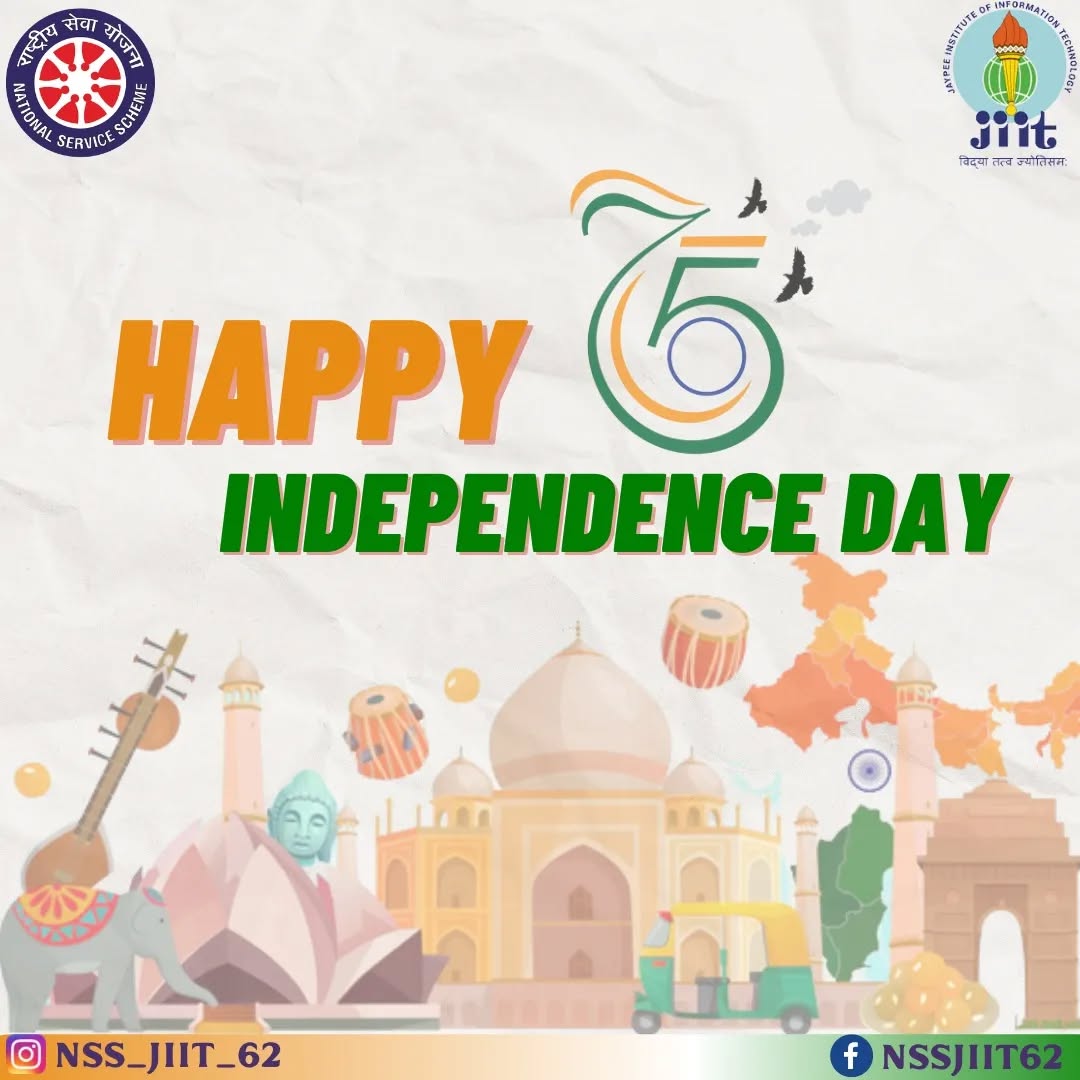 राष्ट्रीय सेवा योजना
NATIONAL SERVICE SCHEME
JAYPEE INSTITUTE OF INFORMATION TECHNOLOGY
jiit
विद्या तत्व ज्योतिसम:
75
HAPPY
INDEPENDENCE DAY
NSS_JIIT_62
NSSJIIT62